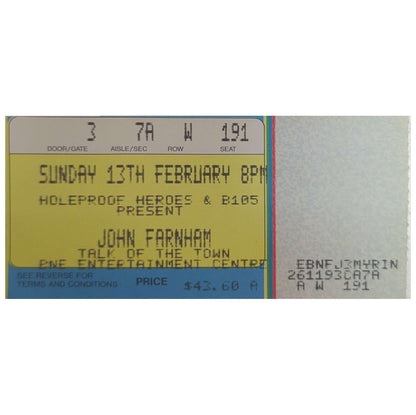 3 7A W 191
DOOR/GATE AISLE/SEC ROW SEAT
SUNDAY 13TH FEBRUARY 8PM
HOLEPROOF HEROES & B105
PRESENT
JOHN FARNHAM
TALK OF THE TOWN
BNE ENTERTAINMENT CENTRE
SEE REVERSE FOR
TERMS AND CONDITIONS
PRICE
$43.60 A
EBNFJ3MYRIN
261193CA7A
A W 191